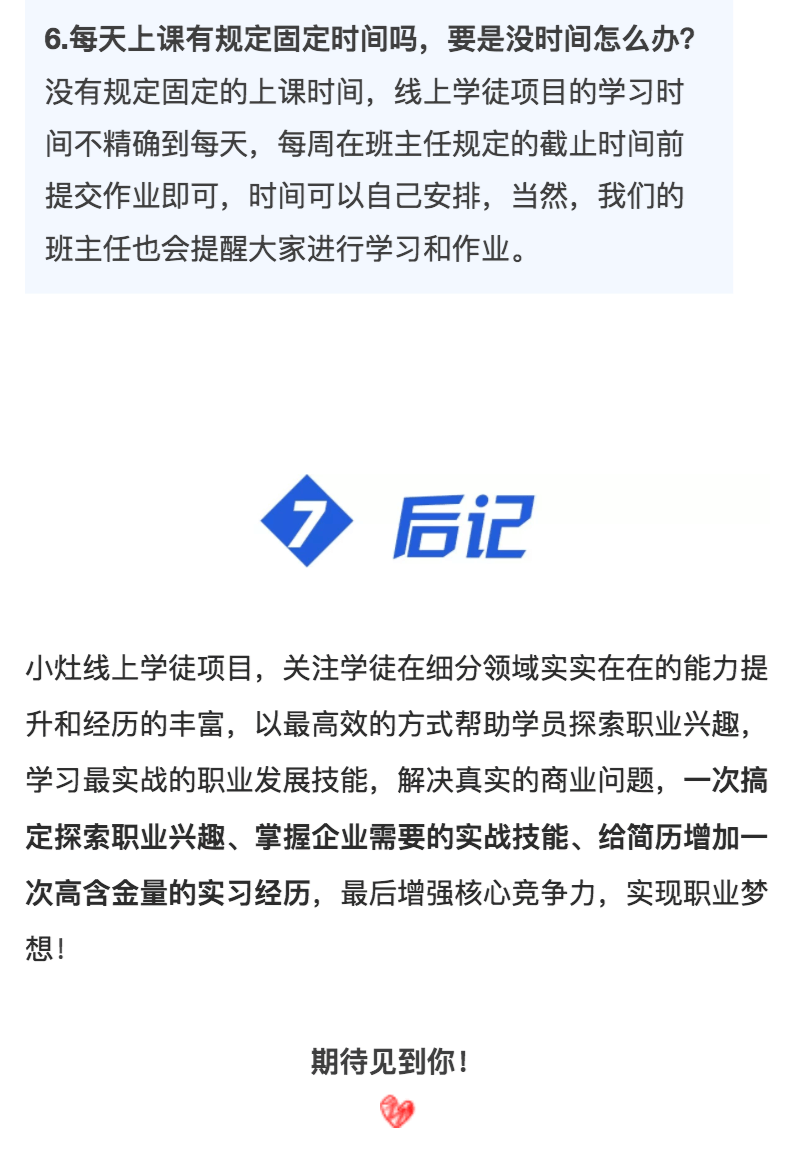 6.每天上课有规定固定时间吗，要是没时间怎么办？
没有规定固定的上课时间，线上学徒项目的学习时
间不精确到每天，每周在班主任规定的截止时间前
提交作业即可，时间可以自己安排，当然，我们的
班主任也会提醒大家进行学习和作业。
7 后记
小灶线上学徒项目，关注学徒在细分领域实实在在的能力提
升和经历的丰富，以最高效的方式帮助学员探索职业兴趣，
学习最实战的职业发展技能，解决真实的商业问题，一次搞
定探索职业兴趣、掌握企业需要的实战技能、给简历增加一
次高含金量的实习经历，最后增强核心竞争力，实现职业梦
想！
期待见到你！